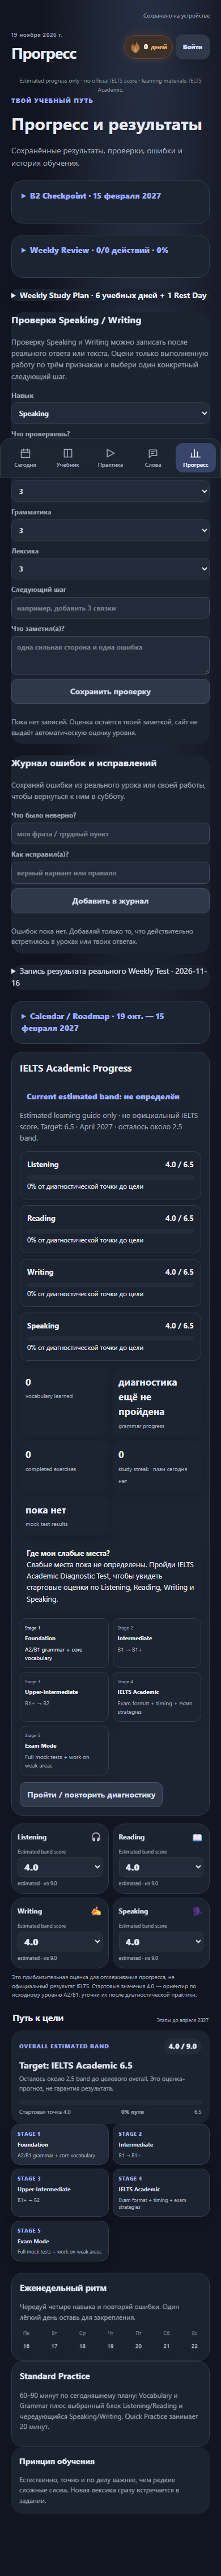 Сохранено на устройстве
19 ноября 2026 г.
Прогресс
0 дней
Войти
Estimated progress only · no official IELTS score · learning materials: IELTS
Academic.
ТВОЙ УЧЕБНЫЙ ПУТЬ
Прогресс и результаты
Сохранённые результаты, проверки, ошибки и
история обучения.
▶ B2 Checkpoint · 15 февраля 2027
▶ Weekly Review · 0/0 действий · 0%
▶ Weekly Study Plan · 6 учебных дней + 1 Rest Day
Проверка Speaking / Writing
Проверку Speaking и Writing можно записать после
реального ответа или текста. Оцени только выполненную
работу по трём признакам и выбери один конкретный
следующий шаг.
Навык
Speaking
Что проверяешь?
Сегодня
Учебник
Практика
Слова
Прогресс
3
Грамматика
3
Лексика
3
Следующий шаг
например, добавить 3 связки
Что заметил(а)?
одна сильная сторона и одна ошибка
Сохранить проверку
Пока нет записей. Оценка остаётся твоей заметкой, сайт не
выдаёт автоматическую оценку уровня.
Журнал ошибок и исправлений
Сохраняй ошибки из реального урока или своей работы,
чтобы вернуться к ним в субботу.
Что было неверно?
моя фраза / трудный пункт
Как исправил(а)?
верный вариант или правило
Добавить в журнал
Ошибок пока нет. Добавляй только то, что действительно
встретилось в уроках или твоих ответах.
▶ Запись результата реального Weekly Test · 2026-11-
16
▶ Calendar / Roadmap · 19 окт. — 15
февраля 2027
IELTS Academic Progress
Current estimated band: не определён
Estimated learning guide only · не официальный IELTS
score. Target: 6.5 · April 2027 · осталось около 2.5
band.
Listening 4.0 / 6.5
0% от диагностической точки до цели
Reading 4.0 / 6.5
0% от диагностической точки до цели
Writing 4.0 / 6.5
0% от диагностической точки до цели
Speaking 4.0 / 6.5
0% от диагностической точки до цели
0
vocabulary learned
диагностика
ещё не
пройдена
grammar progress
0
completed exercises
0
study streak · план сегодня
нет
пока нет
mock test results
Где мои слабые места?
Слабые места пока не определены. Пройди IELTS
Academic Diagnostic Test, чтобы увидеть
стартовые оценки по Listening, Reading, Writing и
Speaking.
Stage 1
Foundation
A2/B1 grammar + core
vocabulary
Stage 2
Intermediate
B1 → B1+
Stage 3
Upper-Intermediate
B1+ → B2
Stage 4
IELTS Academic
Exam format + timing + exam
strategies
Stage 5
Exam Mode
Full mock tests + work on
weak areas
Пройти / повторить диагностику
Listening
Estimated band score
4.0
estimated · из 9.0
Reading
Estimated band score
4.0
estimated · из 9.0
Writing
Estimated band score
4.0
estimated · из 9.0
Speaking
Estimated band score
4.0
estimated · из 9.0
Это приблизительная оценка для отслеживания прогресса, не
официальный результат IELTS. Стартовые значения 4.0 — ориентир по
исходному уровню A2/B1; уточни их после диагностической практики.
Путь к цели
Этапы до апреля 2027
OVERALL ESTIMATED BAND
4.0 / 9.0
Target: IELTS Academic 6.5
Осталось около 2.5 band до целевого overall. Это оценка-
прогноз, не гарантия результата.
Стартовая точка 4.0
0% пути
6.5
STAGE 1
Foundation
A2/B1 grammar + core vocabulary
STAGE 2
Intermediate
B1 → B1+
STAGE 3
Upper-Intermediate
B1+ → B2
STAGE 4
IELTS Academic
Exam format + timing + exam
strategies
STAGE 5
Exam Mode
Full mock tests + work on weak areas
Еженедельный ритм
Чередуй четыре навыка и повторяй ошибки. Один
лёгкий день оставь для закрепления.
Пн Вт Ср Чт Пт Сб Вс
16 17 18 19 20 21 22
Standard Practice
60–90 минут по сегодняшнему плану: Vocabulary и
Grammar плюс выбранный блок Listening/Reading и
чередующийся Speaking/Writing. Quick Practice занимает
20 минут.
Принцип обучения
Естественно, точно и по делу важнее, чем редкие
сложные слова. Новая лексика сразу встречается в
задании.